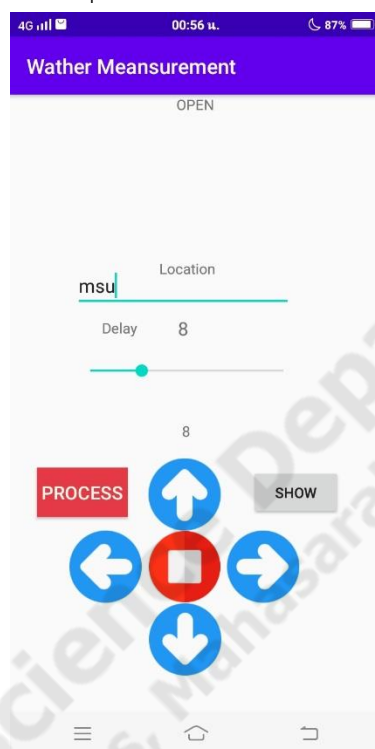 4G 00:56 น. 87%
Wather Meansurement
OPEN
Location
msu
Delay 8
8
PROCESS SHOW